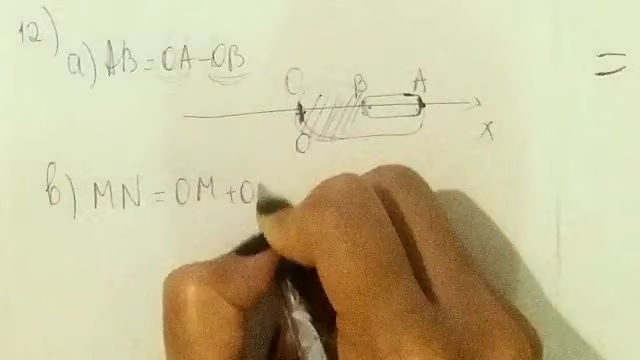 12)
a) AB = OA - OB
=
O B A
O x
b) MN = OM + O